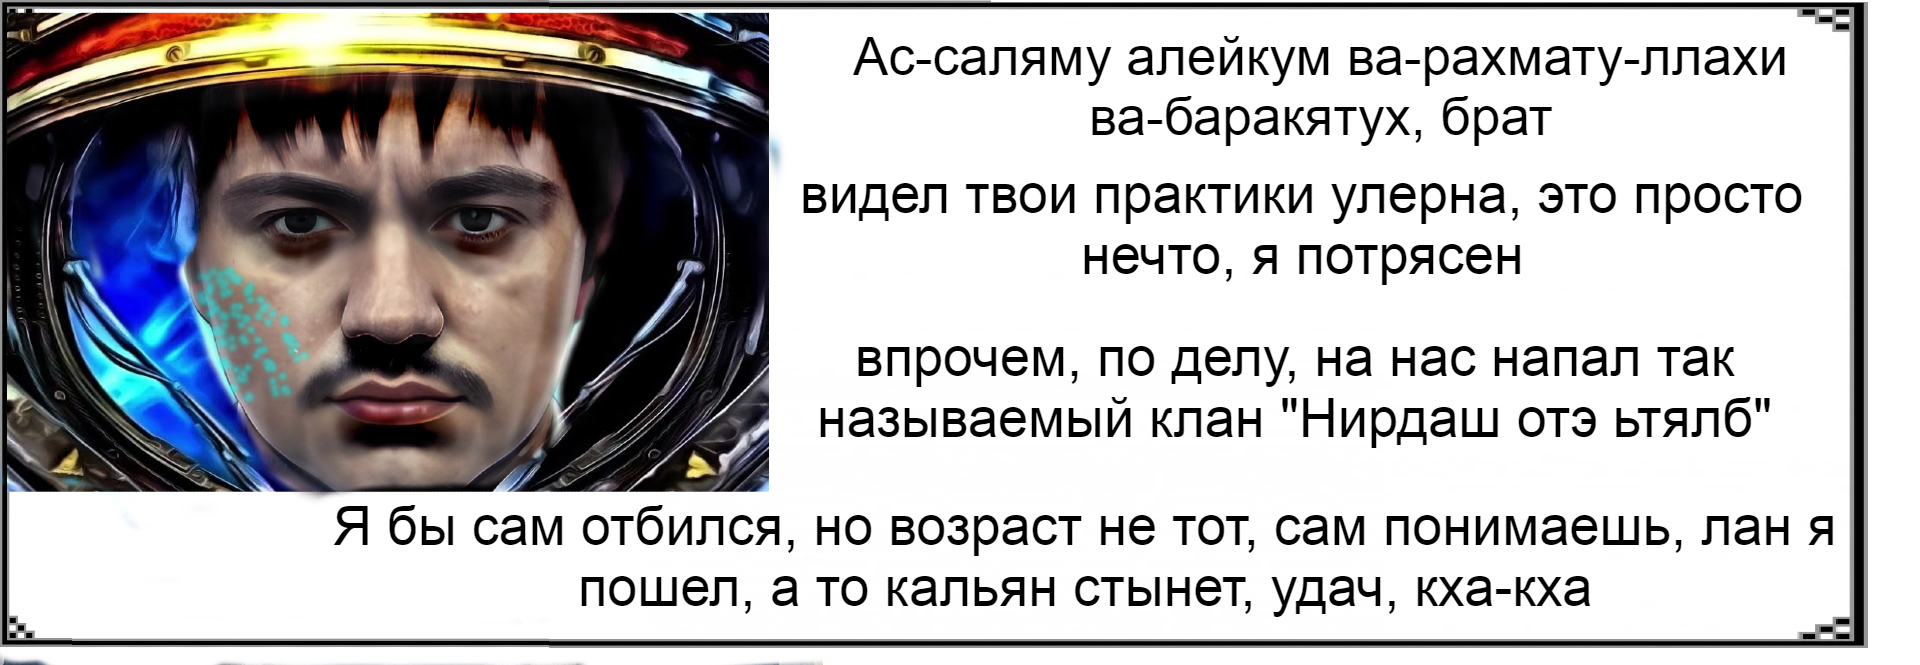 Ас-саляму алейкум ва-рахмату-ллахи
ва-баракятух, брат
видел твои практики улерна, это просто
нечто, я потрясен
впрочем, по делу, на нас напал так
называемый клан "Нирдаш отэ ьтялб"
Я бы сам отбился, но возраст не тот, сам понимаешь, лан я
пошел, а то кальян стынет, удач, кха-кха